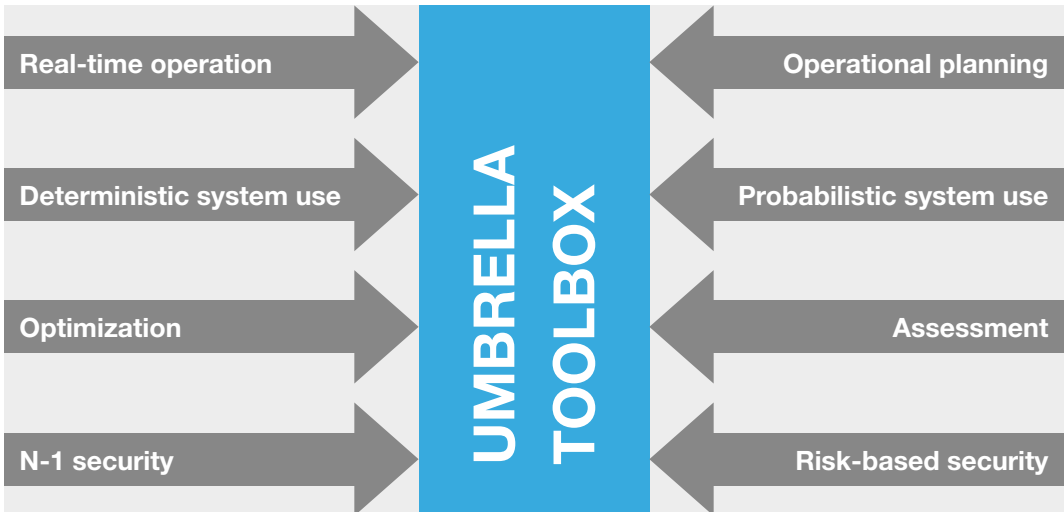 Real-time operation
Operational planning
Deterministic system use
Probabilistic system use
UMBRELLA
TOOLBOX
Optimization
Assessment
N-1 security
Risk-based security